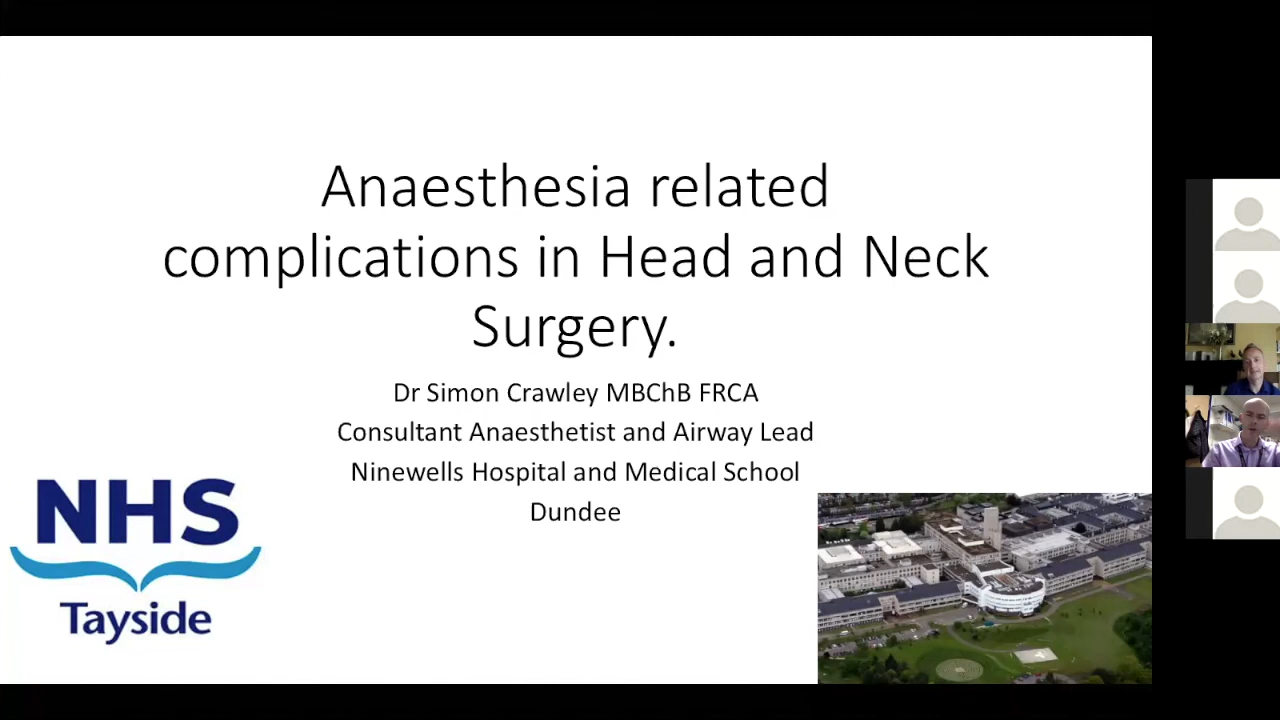 Anaesthesia related
complications in Head and Neck
Surgery.
Dr Simon Crawley MBChB FRCA
Consultant Anaesthetist and Airway Lead
Ninewells Hospital and Medical School
Dundee
NHS
Tayside